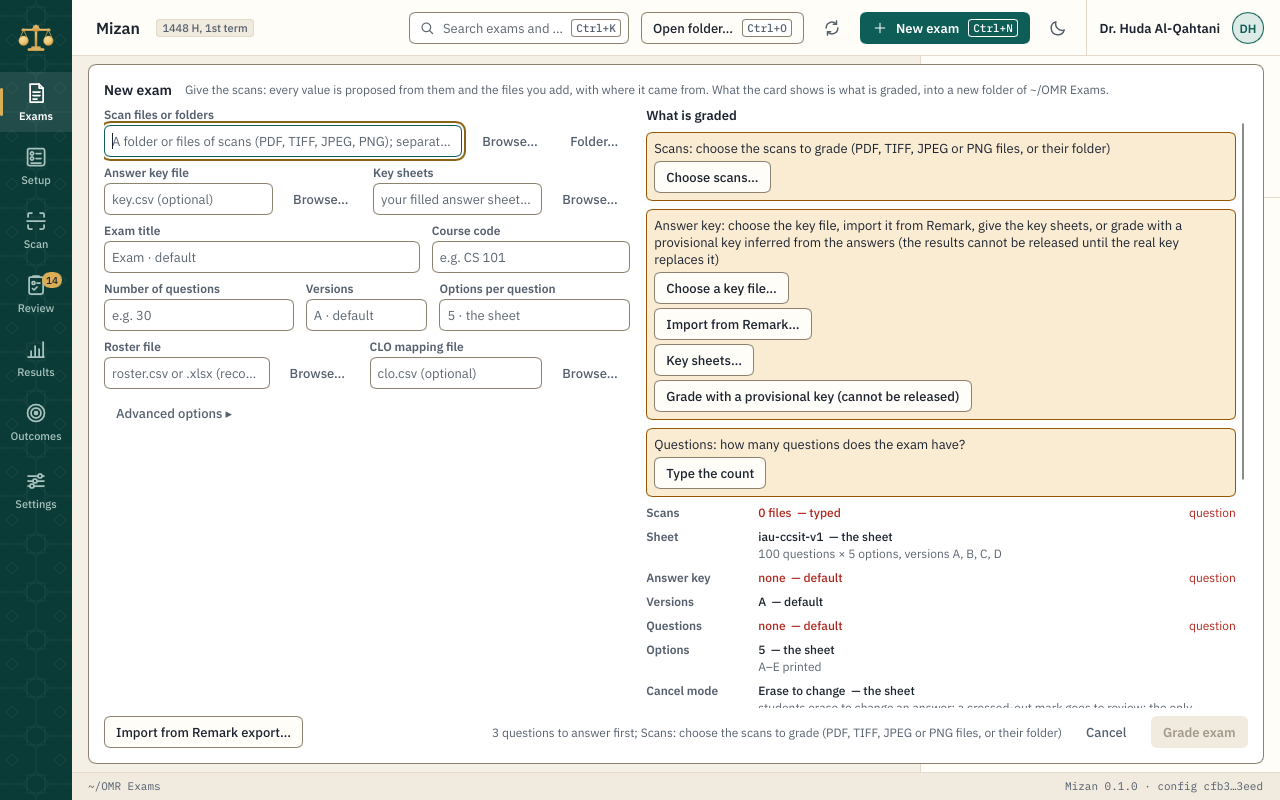 Mizan
1448 H, 1st term
Search exams and ... Ctrl+K
Open folder... Ctrl+O
New exam Ctrl+N
Dr. Huda Al-Qahtani DH
Exams
Setup
Scan
14
Review
Results
Outcomes
Settings
New exam Give the scans: every value is proposed from them and the files you add, with where it came from. What the card shows is what is graded, into a new folder of ~/OMR Exams.
Scan files or folders
A folder or files of scans (PDF, TIFF, JPEG, PNG); separat... Browse... Folder...
Answer key file Key sheets
key.csv (optional) Browse... your filled answer sheet... Browse...
Exam title Course code
Exam · default e.g. CS 101
Number of questions Versions Options per question
e.g. 30 A · default 5 · the sheet
Roster file CLO mapping file
roster.csv or .xlsx (reco... Browse... clo.csv (optional) Browse...
Advanced options ▸
What is graded
Scans: choose the scans to grade (PDF, TIFF, JPEG or PNG files, or their folder)
Choose scans...
Answer key: choose the key file, import it from Remark, give the key sheets, or grade with a
provisional key inferred from the answers (the results cannot be released until the real key
replaces it)
Choose a key file...
Import from Remark...
Key sheets...
Grade with a provisional key (cannot be released)
Questions: how many questions does the exam have?
Type the count
Scans 0 files — typed question
Sheet iau-ccsit-v1 — the sheet
100 questions × 5 options, versions A, B, C, D
Answer key none — default question
Versions A — default
Questions none — default question
Options 5 — the sheet
A–E printed
Cancel mode Erase to change — the sheet
students erase to change an answer; a crossed-out mark goes to review; the only
Import from Remark export... 3 questions to answer first; Scans: choose the scans to grade (PDF, TIFF, JPEG or PNG files, or their folder) Cancel Grade exam
~/OMR Exams Mizan 0.1.0 · config cfb3…3eed